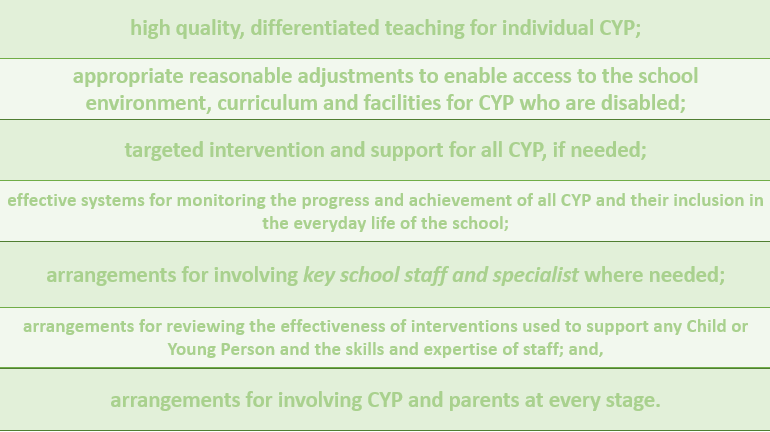 high quality, differentiated teaching for individual CYP;
appropriate reasonable adjustments to enable access to the school
environment, curriculum and facilities for CYP who are disabled;
targeted intervention and support for all CYP, if needed;
effective systems for monitoring the progress and achievement of all CYP and their inclusion in
the everyday life of the school;
arrangements for involving key school staff and specialist where needed;
arrangements for reviewing the effectiveness of interventions used to support any Child or
Young Person and the skills and expertise of staff; and,
arrangements for involving CYP and parents at every stage.